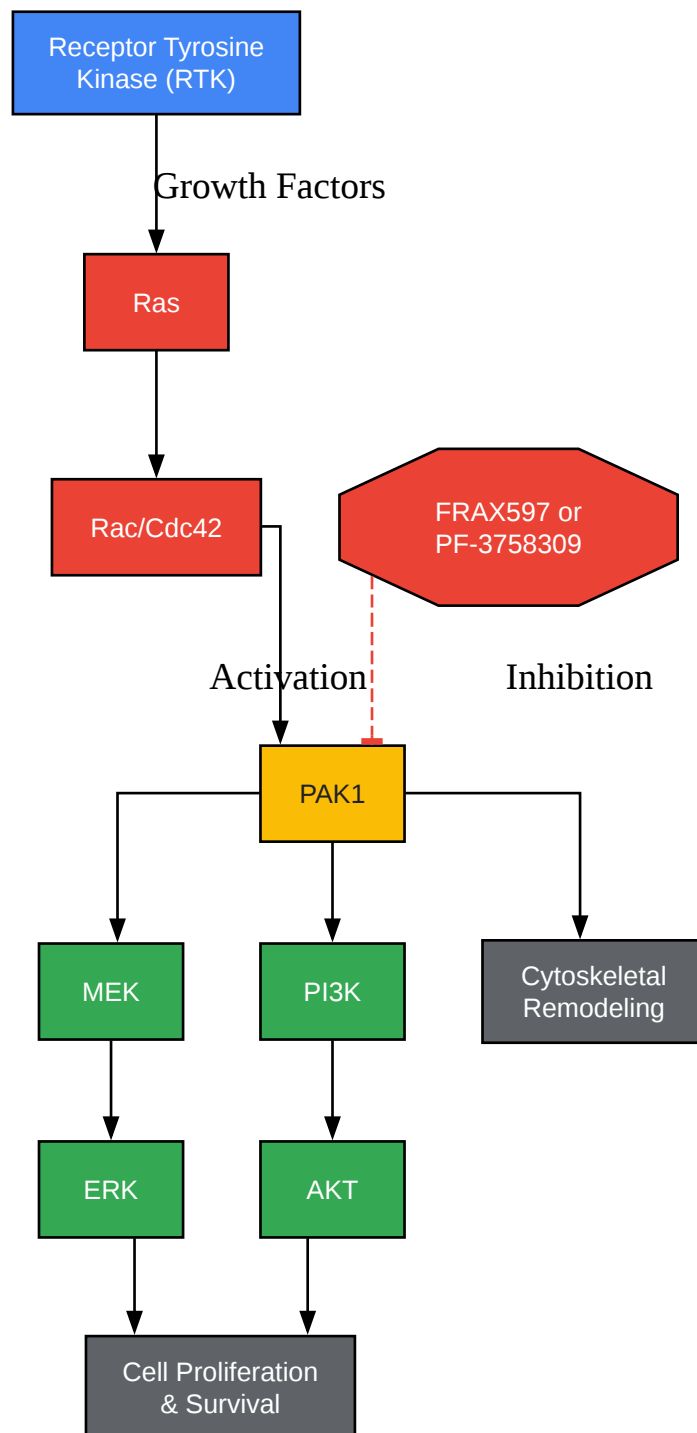 Receptor Tyrosine
Kinase (RTK)
Growth Factors
Ras
Rac/Cdc42
FRAX597 or
PF-3758309
Activation
Inhibition
PAK1
MEK
PI3K
Cytoskeletal
Remodeling
ERK
AKT
Cell Proliferation
& Survival